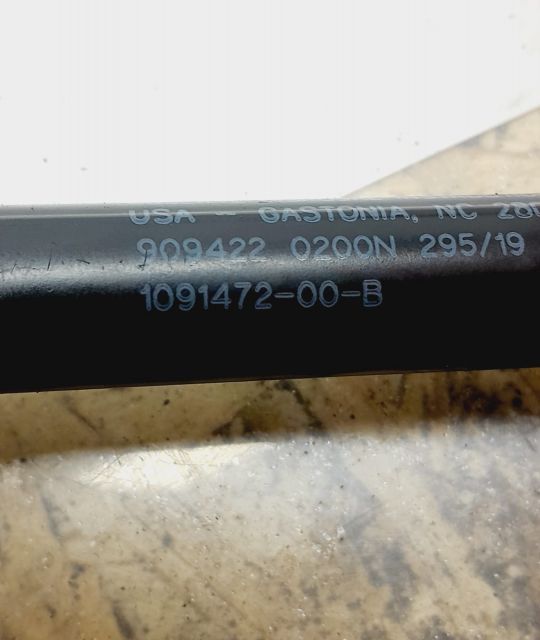 USA - GASTONIA, NC
909422 0200N 295/19
1091472-00-B